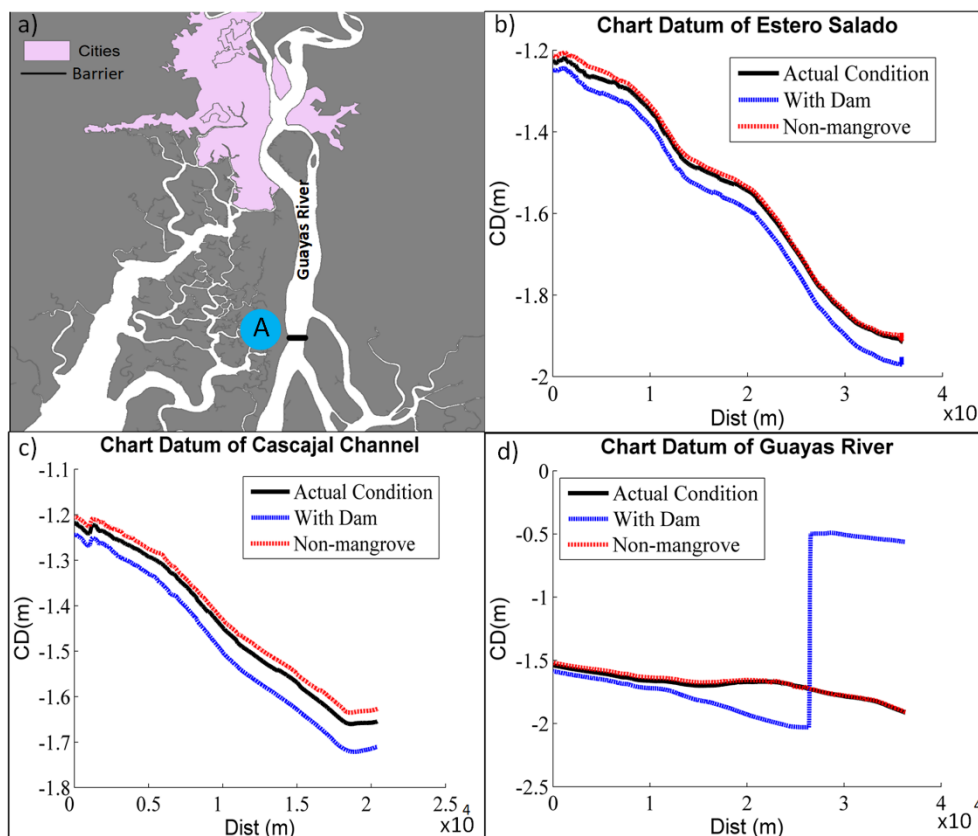 a)
Cities
Barrier
Guayas River
A
b)
Chart Datum of Estero Salado
Actual Condition
With Dam
Non-mangrove
CD(m)
-1.2
-1.4
-1.6
-1.8
-2
0 1 2 3 4
Dist (m)
x10
c)
Chart Datum of Cascajal Channel
Actual Condition
With Dam
Non-mangrove
CD(m)
-1.1
-1.2
-1.3
-1.4
-1.5
-1.6
-1.7
-1.8
0 0.5 1 1.5 2 2.5
Dist (m)
x10 4
d)
Chart Datum of Guayas River
Actual Condition
With Dam
Non-mangrove
CD(m)
0
-0.5
-1
-1.5
-2
-2.5
0 1 2 3 4
Dist (m)
x10 4